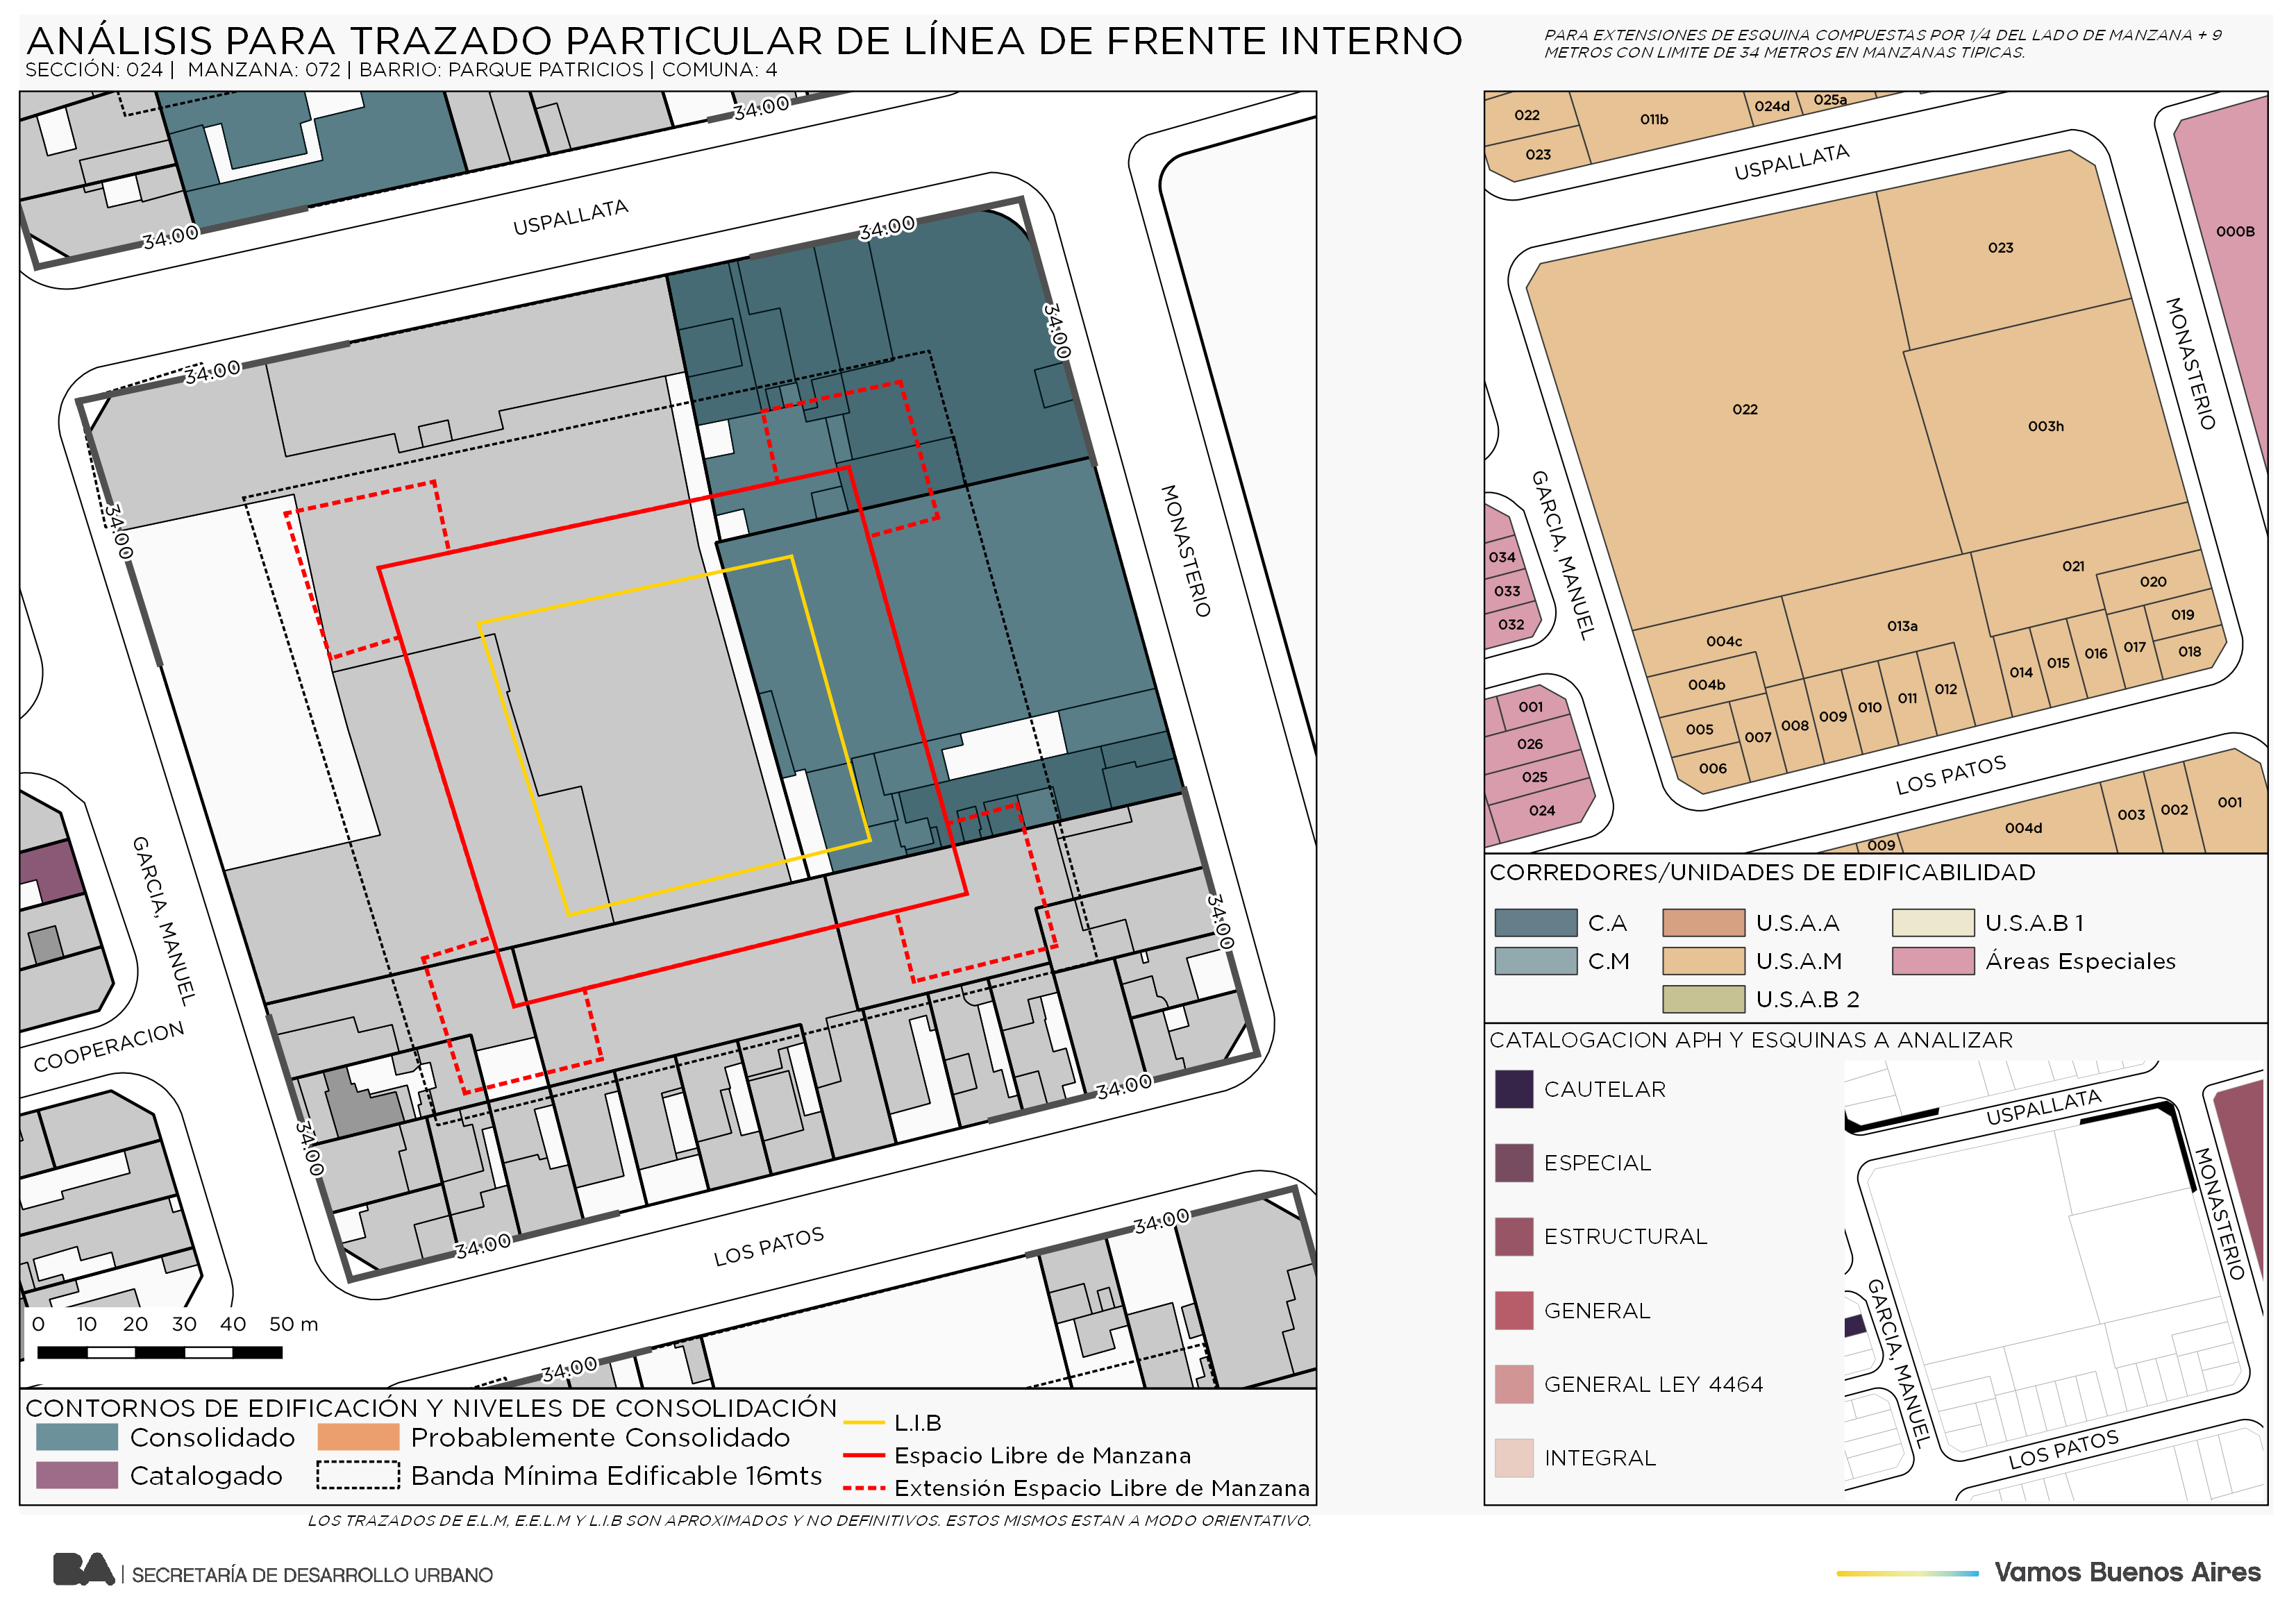 ANÁLISIS PARA TRAZADO PARTICULAR DE LÍNEA DE FRENTE INTERNO
SECCIÓN: 024 | MANZANA: 072 | BARRIO: PARQUE PATRICIOS | COMUNA: 4
PARA EXTENSIONES DE ESQUINA COMPUESTAS POR 1/4 DEL LADO DE MANZANA + 9
METROS CON LIMITE DE 34 METROS EN MANZANAS TIPICAS.
34.00
34.00
USPALLATA
34.00
34.00
34.00
34.00
MONASTERIO
GARCIA, MANUEL
COOPERACION
34.00
34.00
34.00
34.00
LOS PATOS
34.00
34.00
0 10 20 30 40 50 m
CONTORNOS DE EDIFICACIÓN Y NIVELES DE CONSOLIDACIÓN
Consolidado
Probablemente Consolidado
Catalogado
Banda Mínima Edificable 16mts
L.I.B
Espacio Libre de Manzana
Extensión Espacio Libre de Manzana
LOS TRAZADOS DE E.L.M, E.E.L.M Y L.I.B SON APROXIMADOS Y NO DEFINITIVOS. ESTOS MISMOS ESTAN A MODO ORIENTATIVO.
022
023
011b
024d
025a
USPALLATA
000B
023
022
003h
MONASTERIO
GARCIA, MANUEL
034
033
032
021
020
019
018
013a
004c
004b
005
006
007
008
009
010
011
012
014
015
016
017
001
026
025
024
LOS PATOS
009
004d
003
002
001
CORREDORES/UNIDADES DE EDIFICABILIDAD
C.A
U.S.A.A
U.S.A.B 1
C.M
U.S.A.M
Áreas Especiales
U.S.A.B 2
CATALOGACION APH Y ESQUINAS A ANALIZAR
CAUTELAR
ESPECIAL
ESTRUCTURAL
GENERAL
GENERAL LEY 4464
INTEGRAL
USPALLATA
MONASTERIO
GARCIA, MANUEL
LOS PATOS
BA | SECRETARÍA DE DESARROLLO URBANO
Vamos Buenos Aires